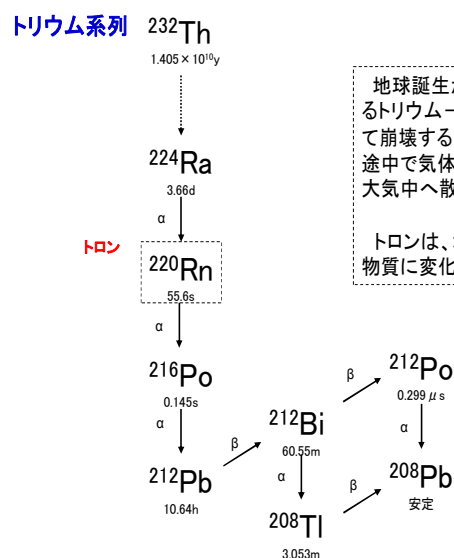 トリウム系列
²³²Th
1.405×10¹⁰y
地球誕生
るトリウムー
て崩壊する
途中で気体
大気中へ散
²²⁴Ra
3.66d
α
トロン
²²⁰Rn
55.6s
トロンは、
物質に変化
α
²¹⁶Po
0.145s
α
²¹²Pb
10.64h
β
²¹²Bi
60.55m
β
²¹²Po
0.299μs
α
α
²⁰⁸Tl
3.053m
β
²⁰⁸Pb
安定